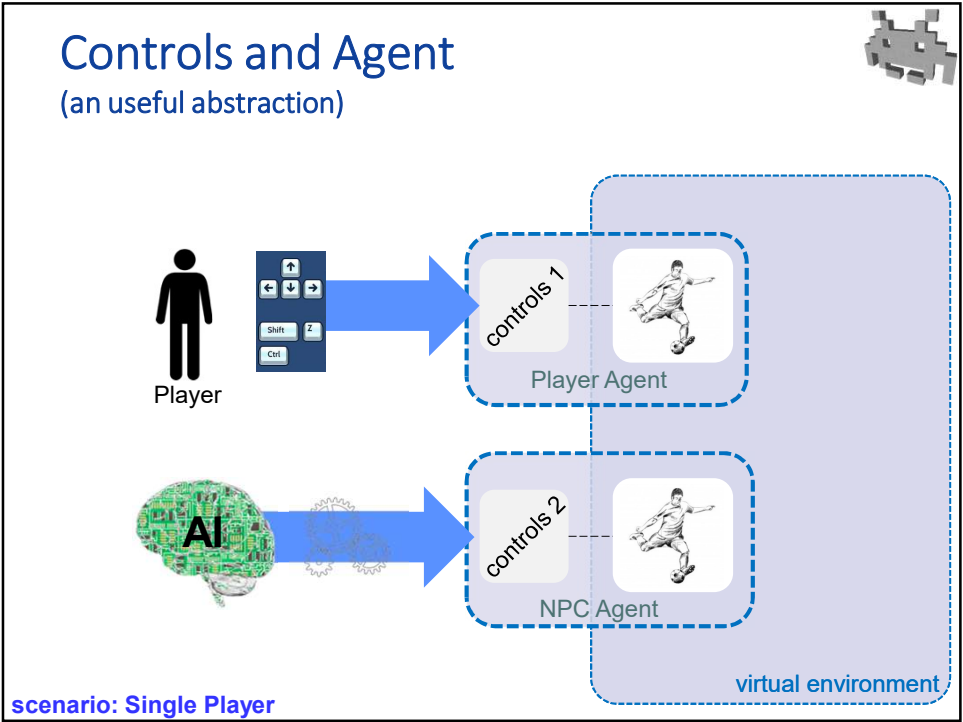 Controls and Agent
(an useful abstraction)
↑
← ↓ →
Shift Z
Ctrl
Player
controls 1
Player Agent
AI
controls 2
NPC Agent
virtual environment
scenario: Single Player